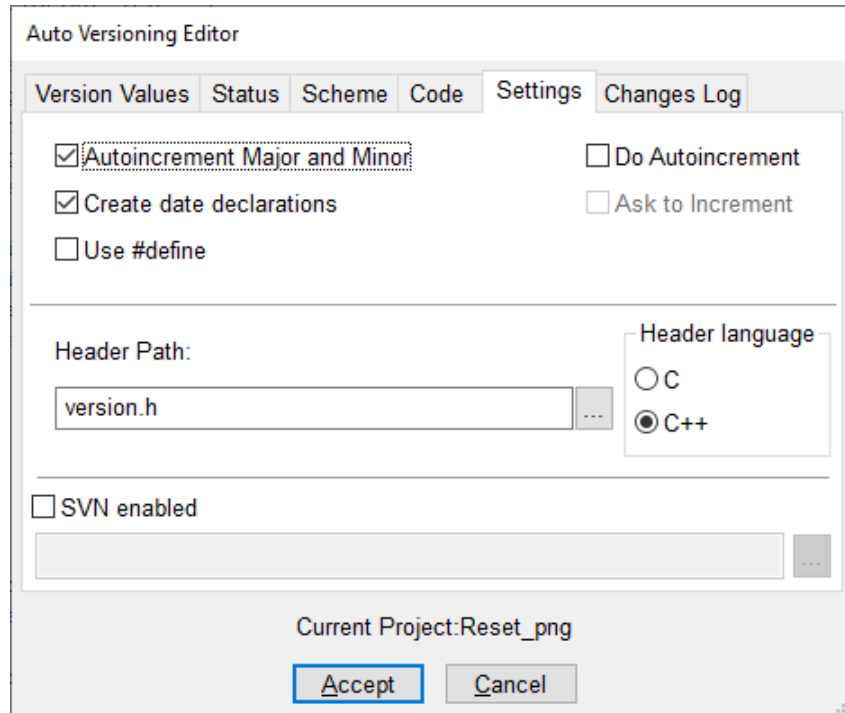 Auto Versioning Editor
Version Values Status Scheme Code Settings Changes Log
Autoincrement Major and Minor Do Autoincrement
Create date declarations Ask to Increment
Use #define
Header language
Header Path:
C
version.h ...
C++
SVN enabled
...
Current Project:Reset_png
Accept Cancel